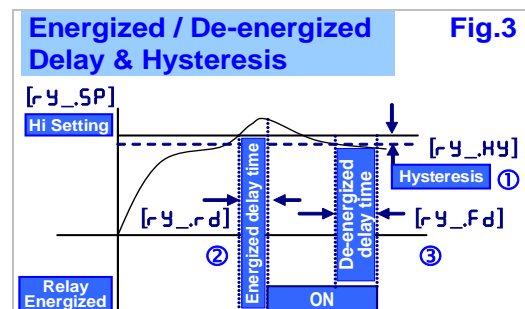 Energized / De-energized Fig.3
Delay & Hysteresis
[rY_.SP]
Hi Setting
[rY_.HY]
Hysteresis ①
Energized delay time
De-energized
delay time
[rY_.rd]
[rY_.Fd]
②
③
Relay
Energized
ON